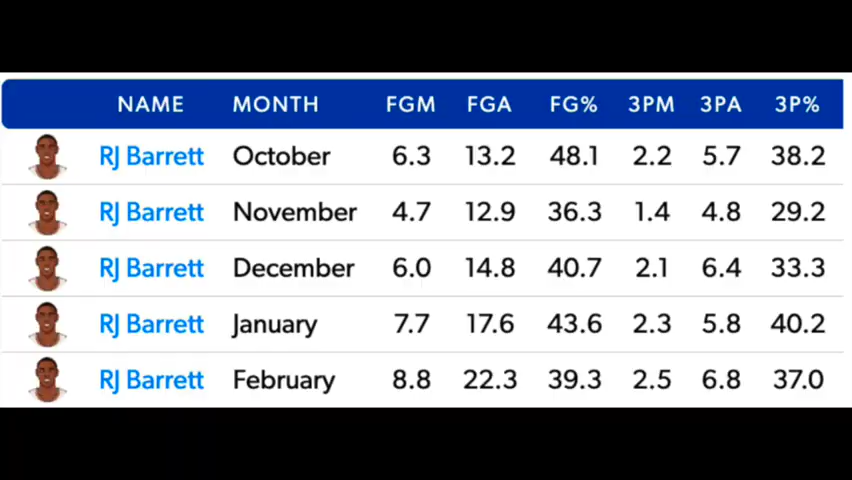 NAME MONTH FGM FGA FG% 3PM 3PA 3P%
RJ Barrett October 6.3 13.2 48.1 2.2 5.7 38.2
RJ Barrett November 4.7 12.9 36.3 1.4 4.8 29.2
RJ Barrett December 6.0 14.8 40.7 2.1 6.4 33.3
RJ Barrett January 7.7 17.6 43.6 2.3 5.8 40.2
RJ Barrett February 8.8 22.3 39.3 2.5 6.8 37.0